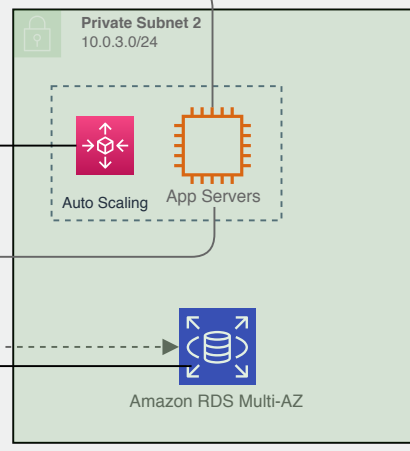 Private Subnet 2
10.0.3.0/24
Auto Scaling
App Servers
Amazon RDS Multi-AZ